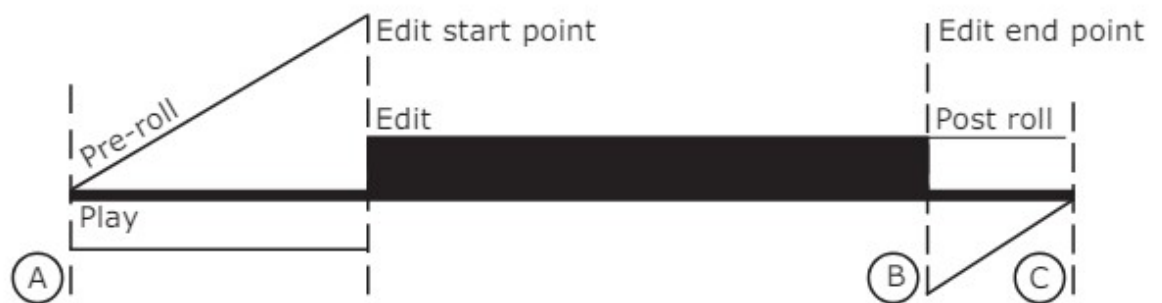 Edit start point
Edit end point
Pre-roll
Edit
Post roll
Play
A
B
C